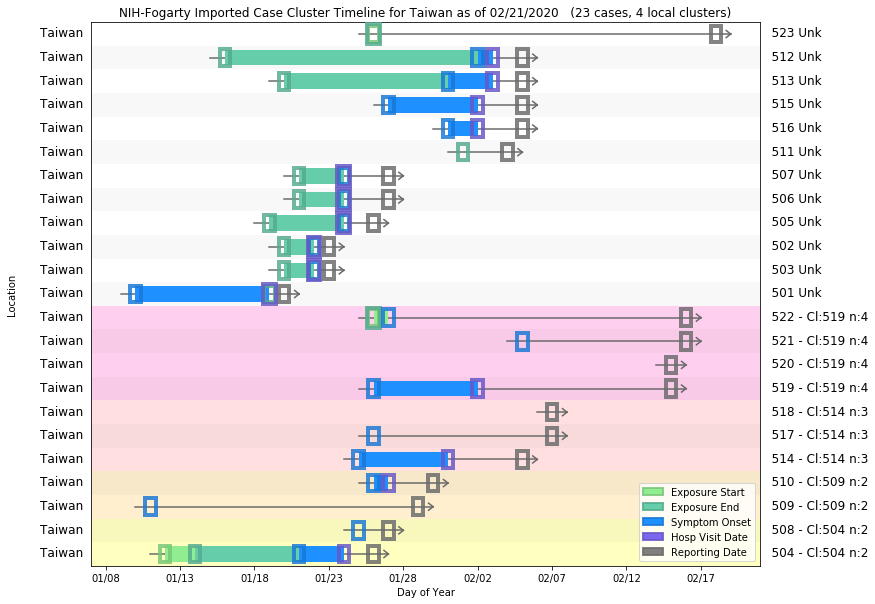 NIH-Fogarty Imported Case Cluster Timeline for Taiwan as of 02/21/2020   (23 cases, 4 local clusters)
Taiwan 523 Unk
Taiwan 512 Unk
Taiwan 513 Unk
Taiwan 515 Unk
Taiwan 516 Unk
Taiwan 511 Unk
Taiwan 507 Unk
Taiwan 506 Unk
Taiwan 505 Unk
Taiwan 502 Unk
Taiwan 503 Unk
Taiwan 501 Unk
Taiwan 522 - Cl:519 n:4
Taiwan 521 - Cl:519 n:4
Taiwan 520 - Cl:519 n:4
Taiwan 519 - Cl:519 n:4
Taiwan 518 - Cl:514 n:3
Taiwan 517 - Cl:514 n:3
Taiwan 514 - Cl:514 n:3
Taiwan 510 - Cl:509 n:2
Taiwan 509 - Cl:509 n:2
Taiwan 508 - Cl:504 n:2
Taiwan 504 - Cl:504 n:2
Location
Exposure Start
Exposure End
Symptom Onset
Hosp Visit Date
Reporting Date
01/08 01/13 01/18 01/23 01/28 02/02 02/07 02/12 02/17
Day of Year